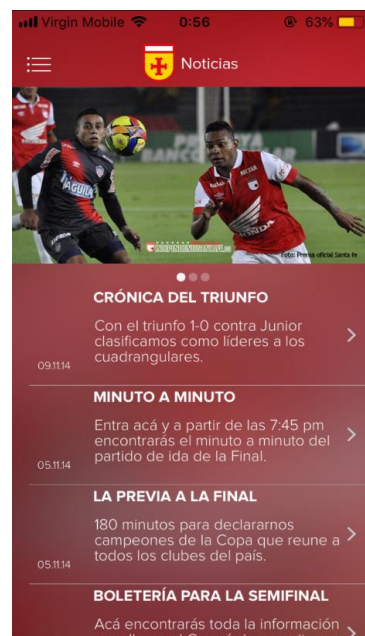 Virgin Mobile 0:56 63%
Noticias
AGUILA
INDEPENDIENTE SANTA FE
Foto: Prensa oficial Santa fe
CRÓNICA DEL TRIUNFO
Con el triunfo 1-0 contra Junior
clasificamos como líderes a los
cuadrangulares.
09.11.14
MINUTO A MINUTO
Entra acá y a partir de las 7:45 pm
encontrarás el minuto a minuto del
partido de ida de la Final.
05.11.14
LA PREVIA A LA FINAL
180 minutos para declararnos
campeones de la Copa que reune a
todos los clubes del país.
05.11.14
BOLETERÍA PARA LA SEMIFINAL
Acá encontrarás toda la información